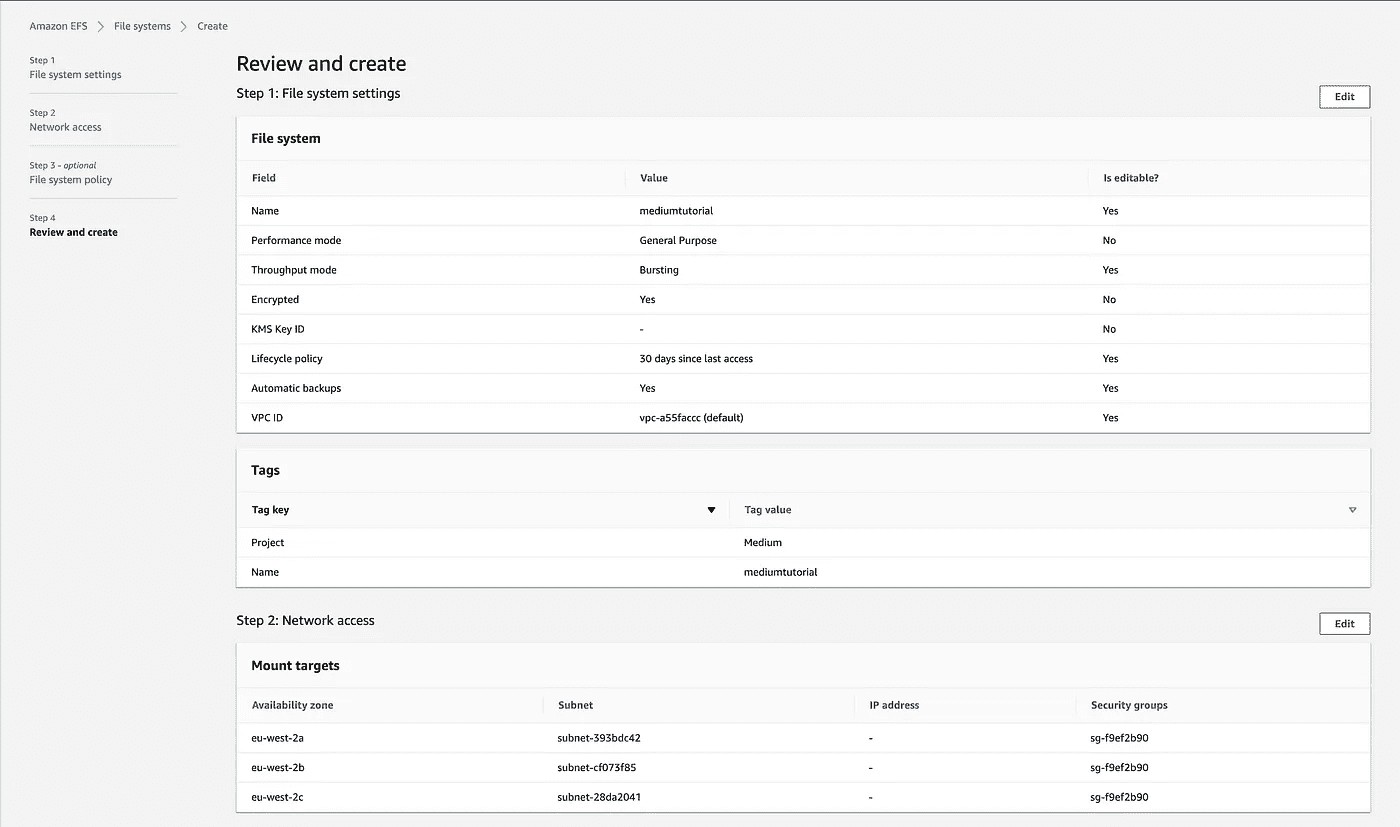 Amazon EFS > File systems > Create
Step 1
File system settings
Step 2
Network access
Step 3 - optional
File system policy
Step 4
Review and create
Review and create
Step 1: File system settings
Edit
File system
Field Value Is editable?
Name mediumtutorial Yes
Performance mode General Purpose No
Throughput mode Bursting Yes
Encrypted Yes No
KMS Key ID - No
Lifecycle policy 30 days since last access Yes
Automatic backups Yes Yes
VPC ID vpc-a55faccc (default) Yes
Tags
Tag key Tag value
Project Medium
Name mediumtutorial
Step 2: Network access
Edit
Mount targets
Availability zone Subnet IP address Security groups
eu-west-2a subnet-393bdc42 - sg-f9ef2b90
eu-west-2b subnet-cf073f85 - sg-f9ef2b90
eu-west-2c subnet-28da2041 - sg-f9ef2b90